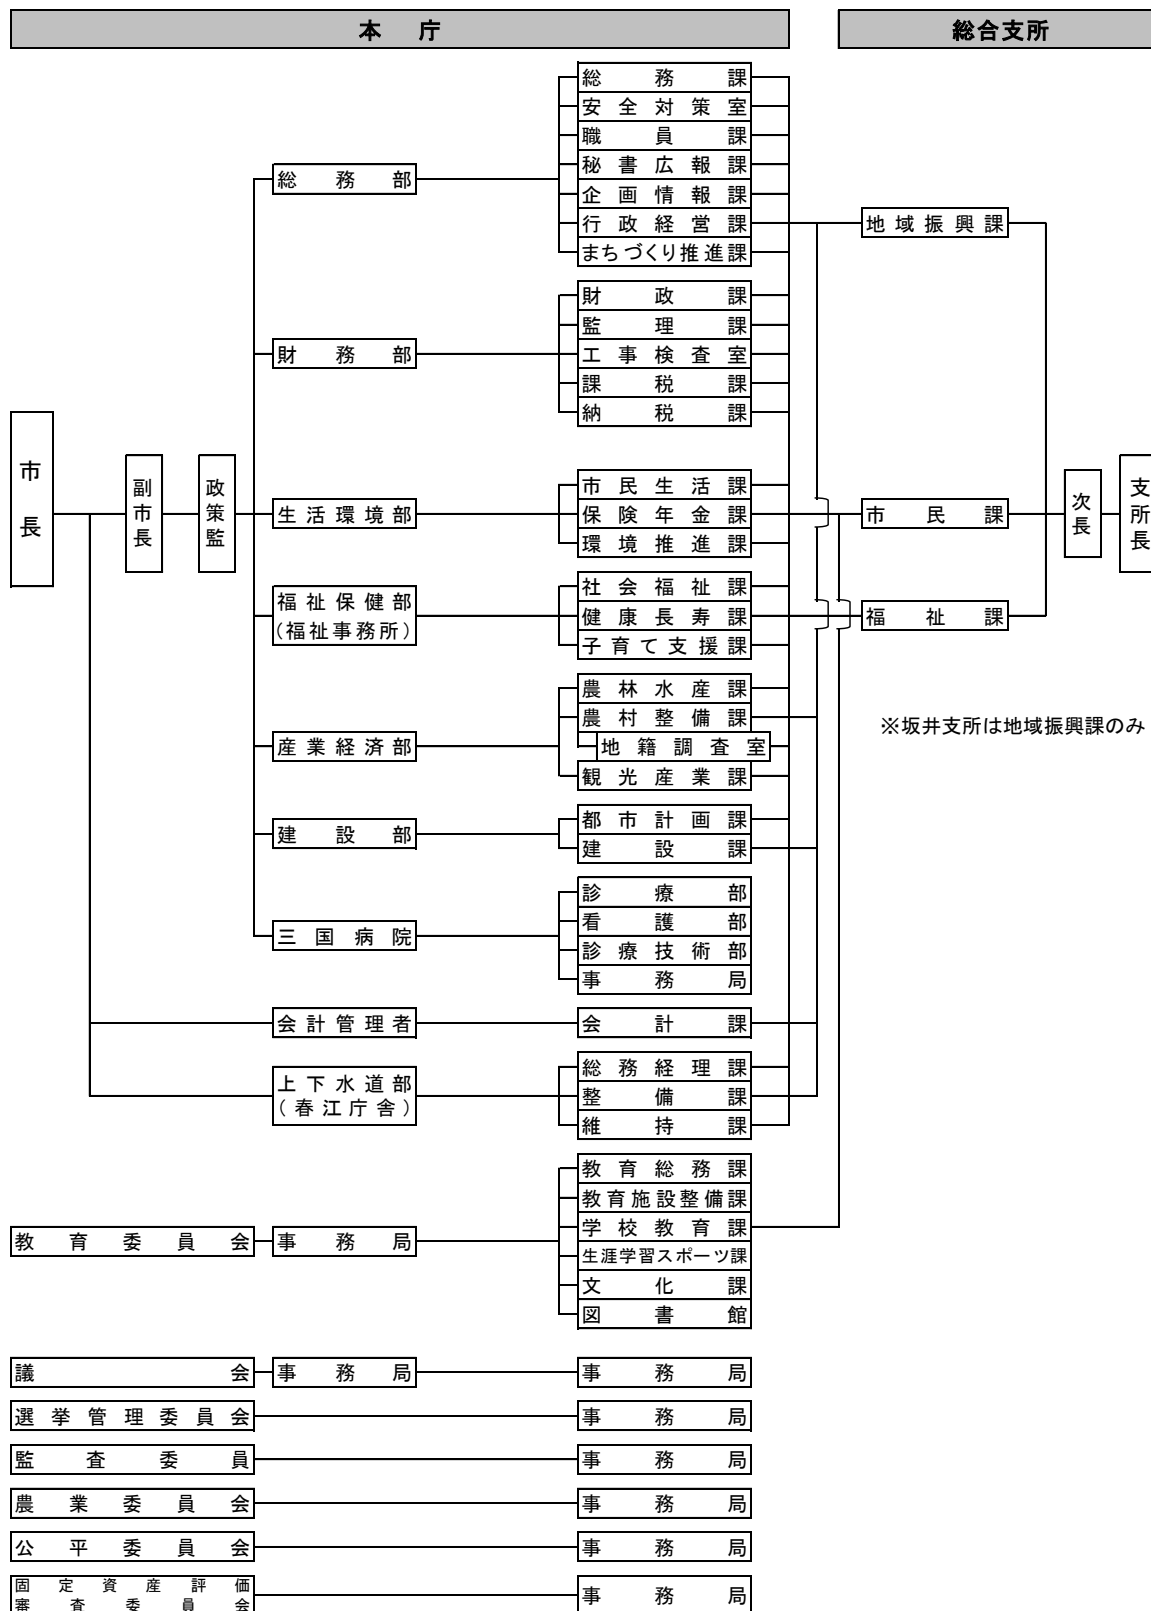 本庁
総合支所
総務課
安全対策室
職員課
秘書広報課
総務部
企画情報課
行政経営課
地域振興課
まちづくり推進課
財政課
監理課
財務部
工事検査室
課税課
納税課
市長
副市長
政策監
市民生活課
生活環境部
保険年金課
市民課
次長
支所長
環境推進課
福祉保健部
(福祉事務所)
社会福祉課
健康長寿課
福祉課
子育て支援課
農林水産課
農村整備課
※坂井支所は地域振興課のみ
産業経済部
地籍調査室
観光産業課
都市計画課
建設部
建設課
診療部
看護部
三国病院
診療技術部
事務局
会計管理者
会計課
上下水道部
(春江庁舎)
総務経理課
整備課
維持課
教育総務課
教育施設整備課
学校教育課
教育委員会
事務局
生涯学習スポーツ課
文化課
図書館
議会
事務局
事務局
選挙管理委員会
事務局
監査委員
事務局
農業委員会
事務局
公平委員会
事務局
固定資産評価
審査委員会
事務局